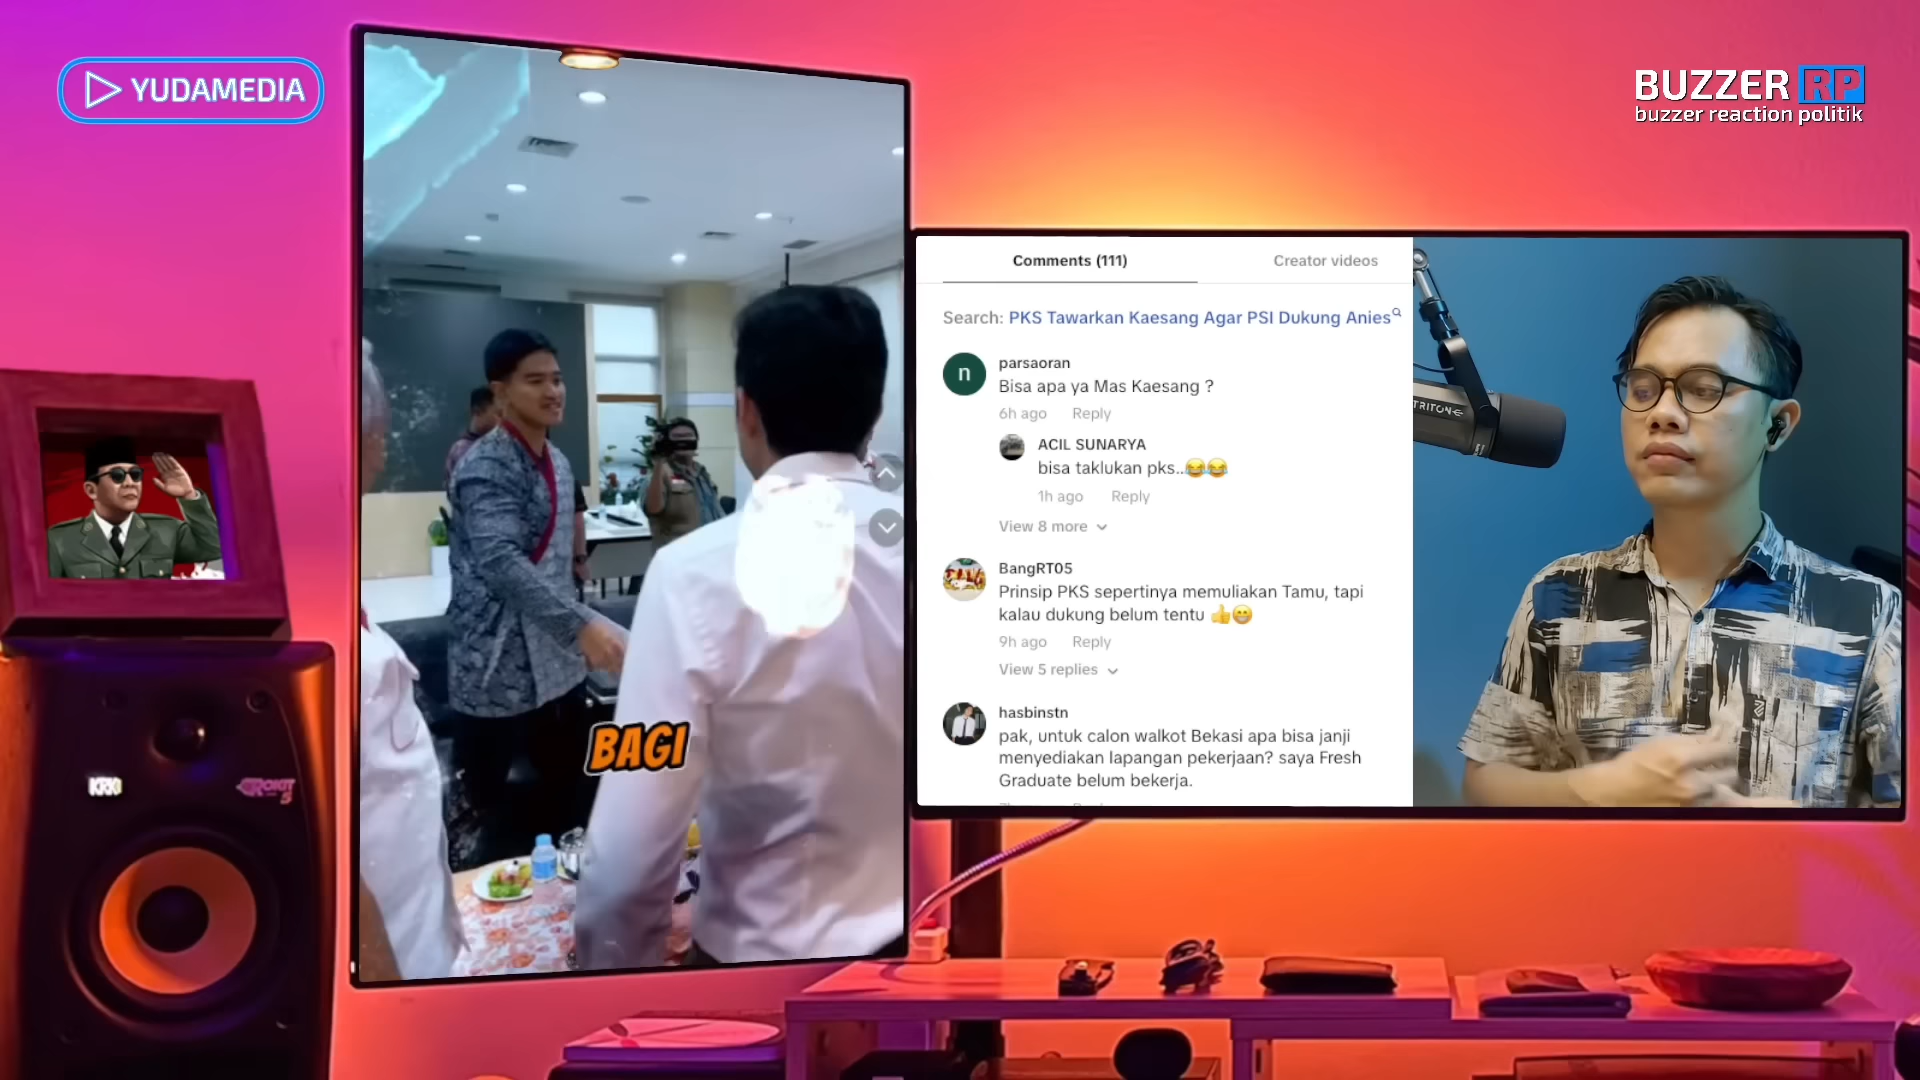 YUDAMEDIA
BUZZER RP
buzzer reaction politik
Comments (111)
Creator videos
Search: PKS Tawarkan Kaesang Agar PSI Dukung Anies
n
parsaoran
Bisa apa ya Mas Kaesang ?
6h ago Reply
ACIL SUNARYA
bisa taklukan pks..😂😂
1h ago Reply
View 8 more
BangRT05
Prinsip PKS sepertinya memuliakan Tamu, tapi
kalau dukung belum tentu 👍😁
9h ago Reply
View 5 replies
hasbinstn
pak, untuk calon walkot Bekasi apa bisa janji
menyediakan lapangan pekerjaan? saya Fresh
Graduate belum bekerja.
TRITON
BAGI
KRK
ROKIT 5